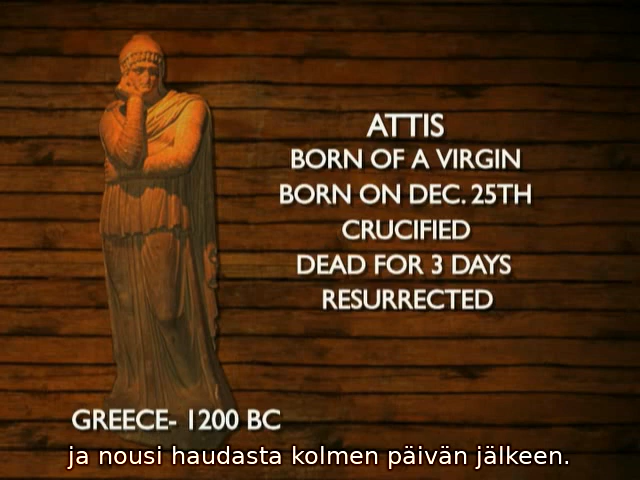 ATTIS
BORN OF A VIRGIN
BORN ON DEC. 25TH
CRUCIFIED
DEAD FOR 3 DAYS
RESURRECTED
GREECE- 1200 BC
ja nousi haudasta kolmen päivän jälkeen.